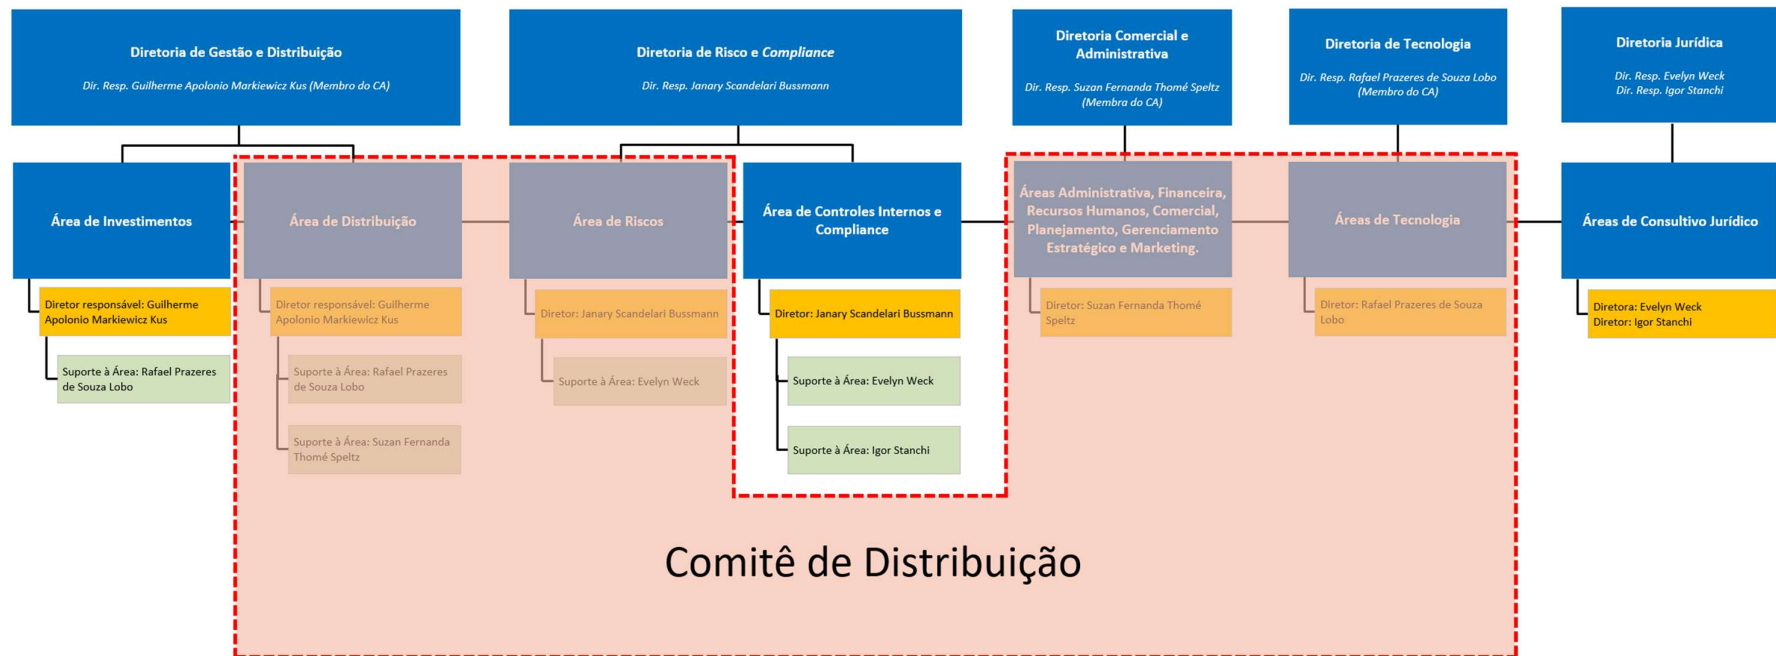 Diretoria de Gestão e Distribuição
Dir. Resp. Guilherme Apolonio Markiewicz Kus (Membro do CA)
Diretoria de Risco e Compliance
Dir. Resp. Janary Scandelari Bussmann
Diretoria Comercial e
Administrativa
Dir. Resp. Suzan Fernanda Thomé Speltz
(Membra do CA)
Diretoria de Tecnologia
Dir. Resp. Rafael Prazeres de Souza Lobo
(Membro do CA)
Diretoria Jurídica
Dir. Resp. Evelyn Weck
Dir. Resp. Igor Stanchi
Área de Investimentos
Área de Distribuição
Área de Riscos
Área de Controles Internos e
Compliance
Áreas Administrativa, Financeira,
Recursos Humanos, Comercial,
Planejamento, Gerenciamento
Estratégico e Marketing.
Áreas de Tecnologia
Áreas de Consultivo Jurídico
Diretor responsável: Guilherme
Apolonio Markiewicz Kus
Diretor responsável: Guilherme
Apolonio Markiewicz Kus
Diretor: Janary Scandelari Bussmann
Diretor: Janary Scandelari Bussmann
Diretor: Suzan Fernanda Thomé
Speltz
Diretor: Rafael Prazeres de Souza
Lobo
Diretora: Evelyn Weck
Diretor: Igor Stanchi
Suporte à Área: Rafael Prazeres
de Souza Lobo
Suporte à Área: Rafael Prazeres
de Souza Lobo
Suporte à Área: Evelyn Weck
Suporte à Área: Evelyn Weck
Suporte à Área: Suzan Fernanda
Thomé Speltz
Suporte à Área: Igor Stanchi
Comitê de Distribuição